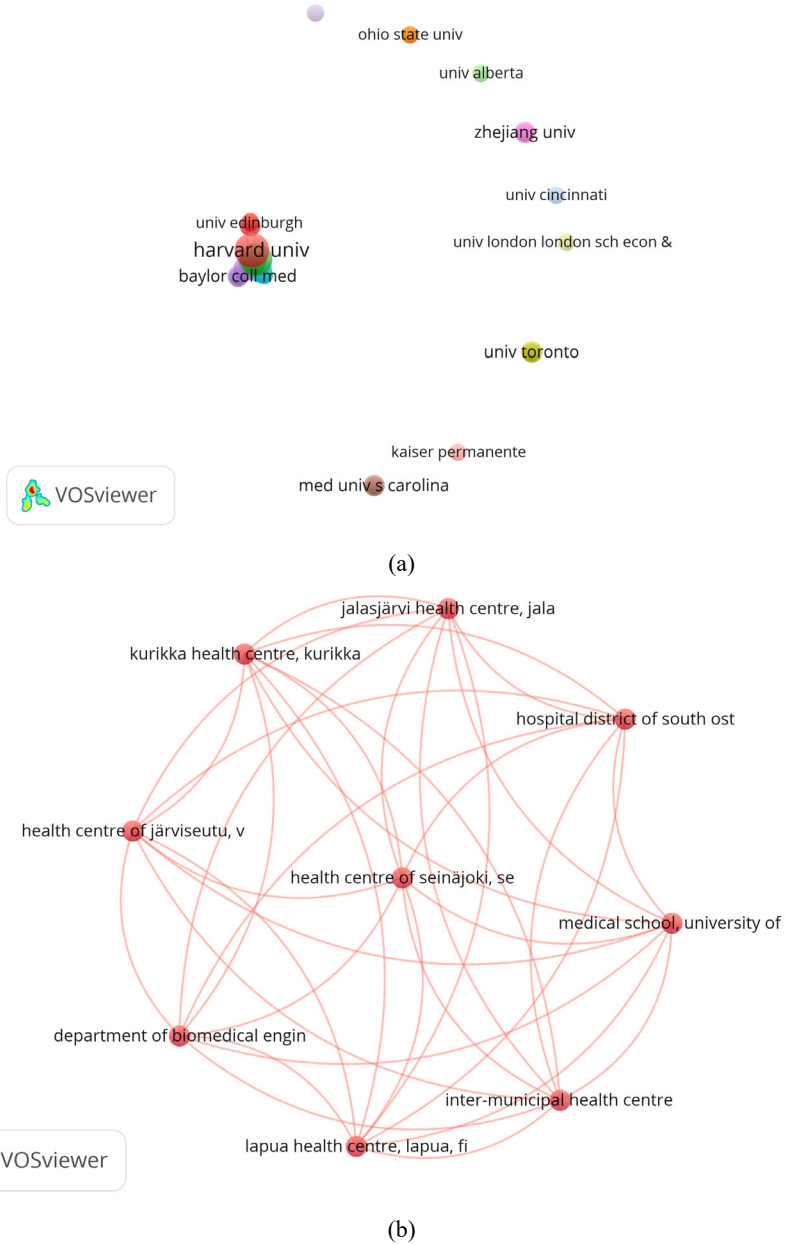 ohio state univ
univ alberta
zhejiang univ
univ cincinnati
univ edinburgh
univ london london sch econ &
harvard univ
baylor coll med
univ toronto
kaiser permanente
med univ s carolina
VOSviewer
(a)
jalasjärvi health centre, jala
kurikka health centre, kurikka
hospital district of south ost
health centre of järviseutu, v
health centre of seinäjoki, se
medical school, university of
department of biomedical engin
inter-municipal health centre
lapua health centre, lapua, fi
VOSviewer
(b)